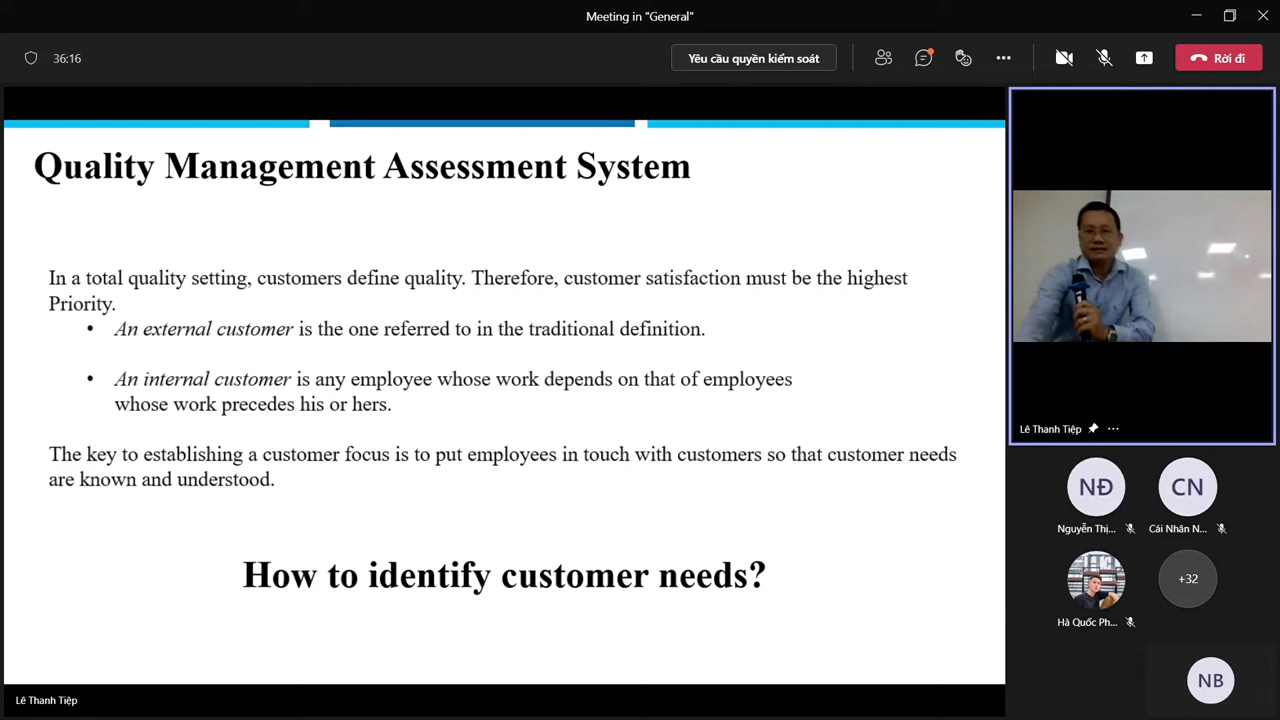 Meeting in "General"
36:16
Yêu cầu quyền kiểm soát
Rời đi
Quality Management Assessment System
In a total quality setting, customers define quality. Therefore, customer satisfaction must be the highest
Priority.
• An external customer is the one referred to in the traditional definition.
• An internal customer is any employee whose work depends on that of employees
whose work precedes his or hers.
The key to establishing a customer focus is to put employees in touch with customers so that customer needs
are known and understood.
How to identify customer needs?
Lê Thanh Tiệp
Lê Thanh Tiệp
NĐ
CN
Nguyễn Thị...
Cái Nhân N...
+32
Hà Quốc Ph...
NB